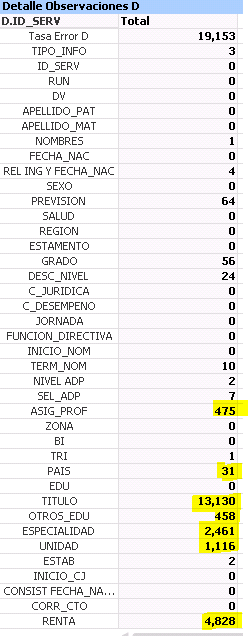 Detalle Observaciones D
D.ID_SERV Total
Tasa Error D 19,153
TIPO_INFO 3
ID_SERV 0
RUN 0
DV 0
APELLIDO_PAT 0
APELLIDO_MAT 0
NOMBRES 1
FECHA_NAC 0
REL ING Y FECHA_NAC 4
SEXO 0
PREVISION 64
SALUD 0
REGION 0
ESTAMENTO 0
GRADO 56
DESC_NIVEL 24
C_JURIDICA 0
C_DESEMPENO 0
JORNADA 0
FUNCION_DIRECTIVA 0
INICIO_NOM 0
TERM_NOM 10
NIVEL ADP 2
SEL_ADP 7
ASIG_PROF 475
ZONA 0
BI 0
TRI 1
PAIS 31
EDU 0
TITULO 13,130
OTROS_EDU 458
ESPECIALIDAD 2,461
UNIDAD 1,116
ESTAB 2
INICIO_CJ 0
CONSIST FECHA_NA... 0
CORR_CTO 0
RENTA 4,828